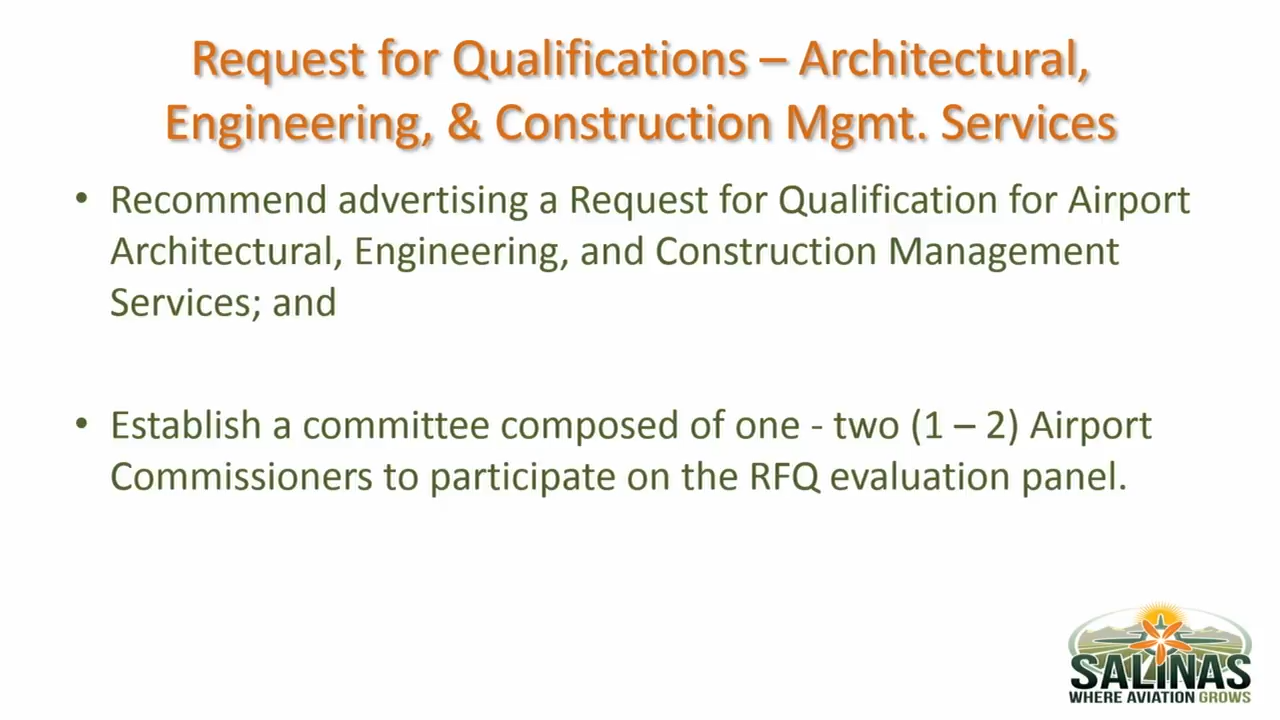 Request for Qualifications – Architectural,
Engineering, & Construction Mgmt. Services
• Recommend advertising a Request for Qualification for Airport
Architectural, Engineering, and Construction Management
Services; and
• Establish a committee composed of one - two (1 – 2) Airport
Commissioners to participate on the RFQ evaluation panel.
SALINAS
WHERE AVIATION GROWS